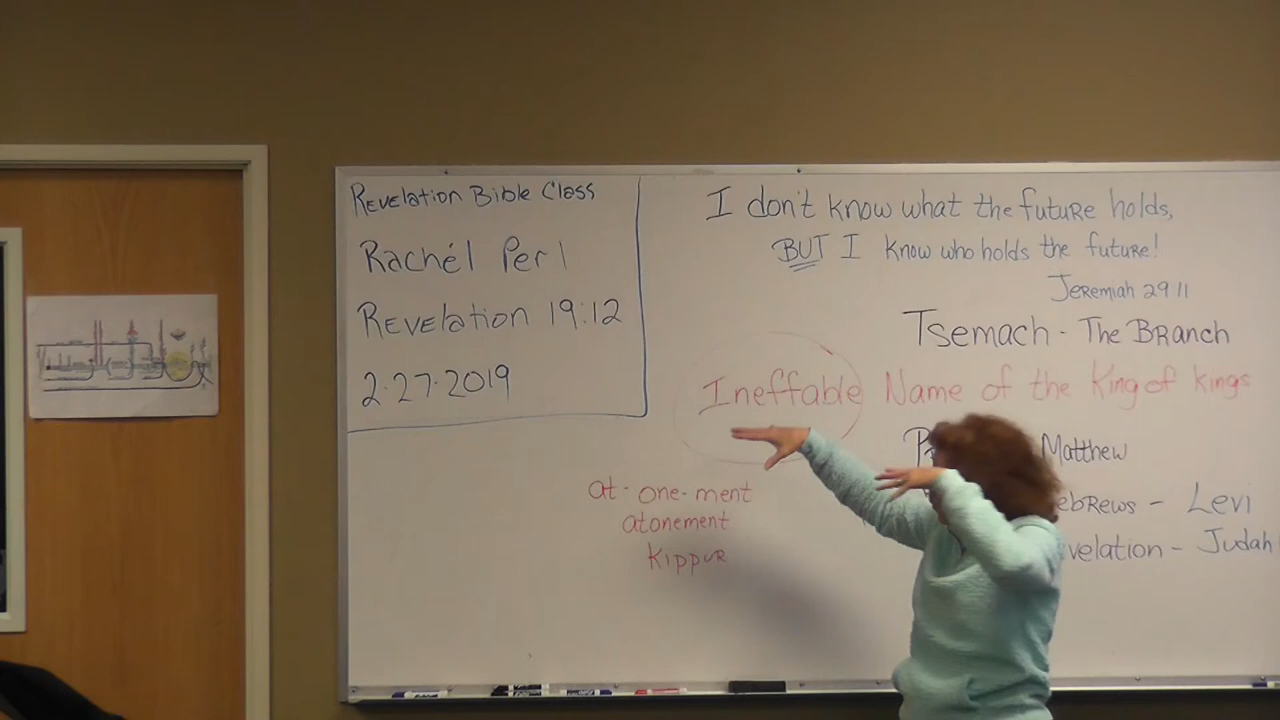 Revelation Bible Class
Rachél Perl
Revelation 19:12
2.27.2019
I don't know what the future holds,
BUT I know who holds the future!
Jeremiah 29 11
Tsemach - The Branch
Ineffable Name of the King of kings
Matthew
Levi
Judah
at-one-ment
atonement
Kippur